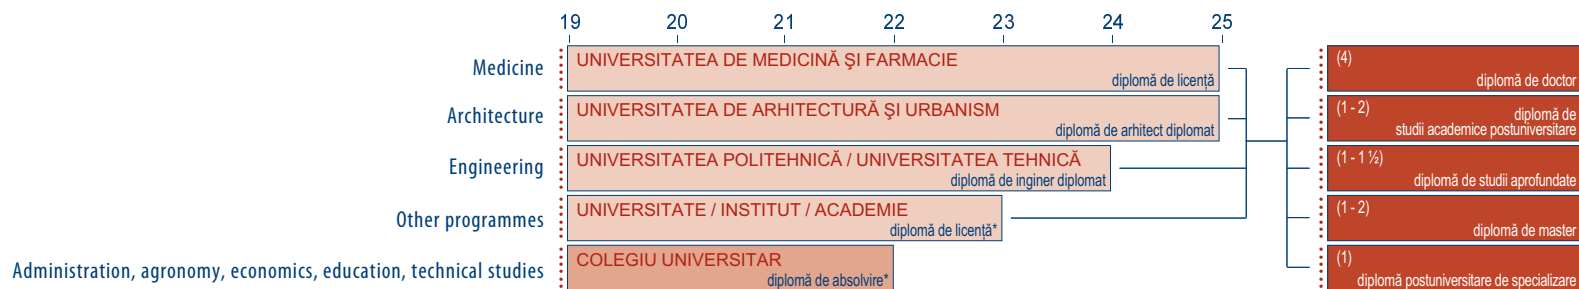 19 20 21 22 23 24 25
Medicine
UNIVERSITATEA DE MEDICINĂ ŞI FARMACIE
diplomă de licenţă
(4)
diplomă de doctor
Architecture
UNIVERSITATEA DE ARHITECTURĂ ŞI URBANISM
diplomă de arhitect diplomat
(1 - 2)
diplomă de
studii academice postuniversitare
Engineering
UNIVERSITATEA POLITEHNICĂ / UNIVERSITATEA TEHNICĂ
diplomă de inginer diplomat
(1 - 1 ½)
diplomă de studii aprofundate
Other programmes
UNIVERSITATE / INSTITUT / ACADEMIE
diplomă de licenţă*
(1 - 2)
diplomă de master
Administration, agronomy, economics, education, technical studies
COLEGIU UNIVERSITAR
diplomă de absolvire*
(1)
diplomă postuniversitare de specializare